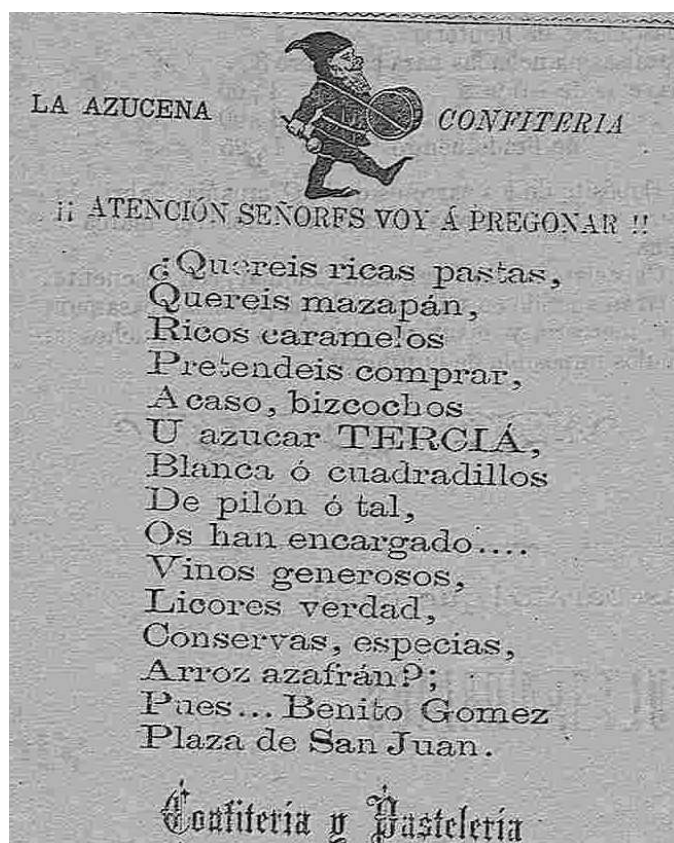 LA AZUCENA CONFITERIA
¡¡ ATENCIÓN SEÑORES VOY Á PREGONAR !!
¿Quereis ricas pastas,
Quereis mazapán,
Ricos caramelos
Pretendeis comprar,
Acaso, bizcochos
U azucar TERCIÁ,
Blanca ó cuadradillos
De pilón ó tal,
Os han encargado....
Vinos generosos,
Licores verdad,
Conservas, especias,
Arroz azafrán?;
Pues... Benito Gomez
Plaza de San Juan.
Confitería y Pastelería